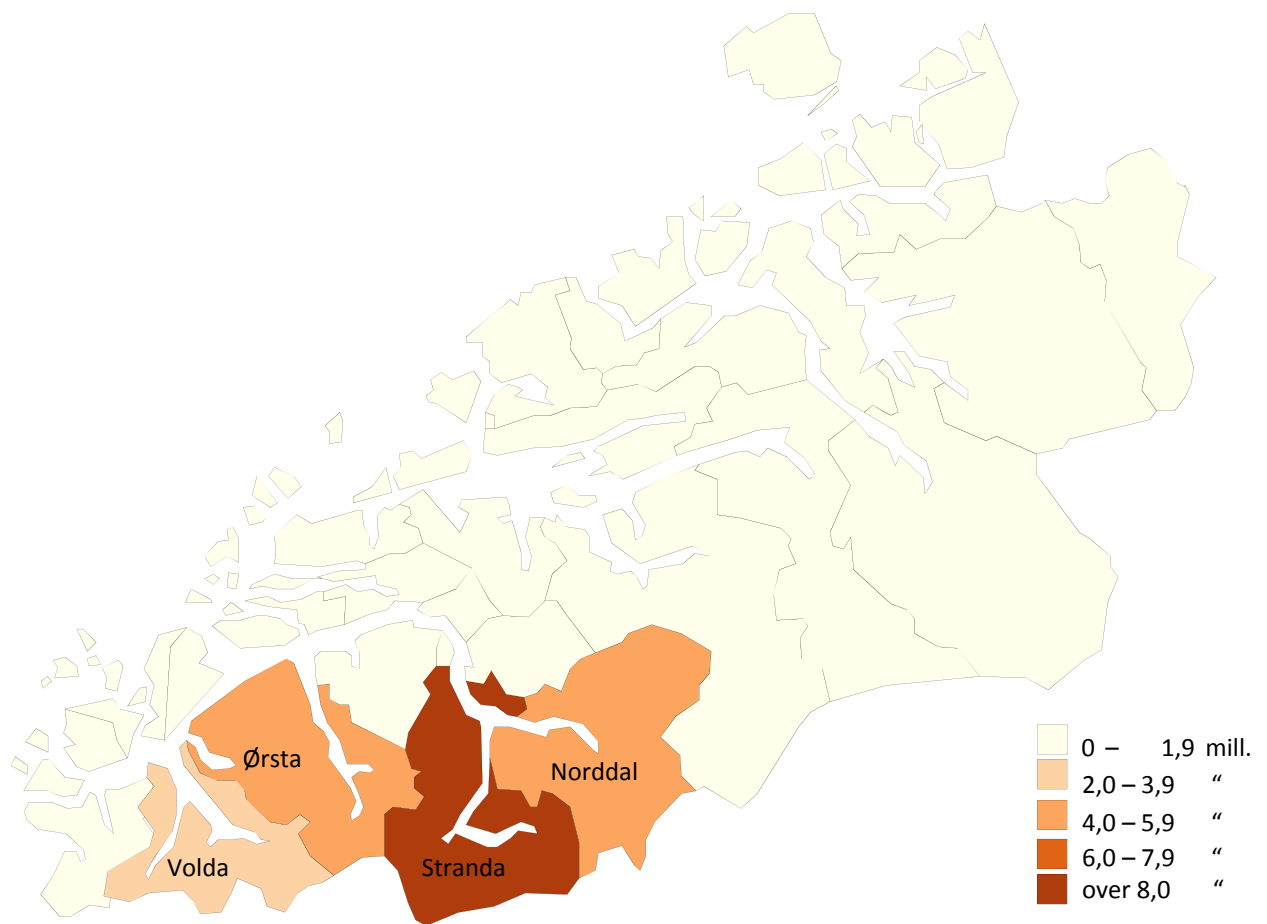 Ørsta
Norddal
Volda
Stranda
0 – 1,9 mill.
2,0 – 3,9 “
4,0 – 5,9 “
6,0 – 7,9 “
over 8,0 “